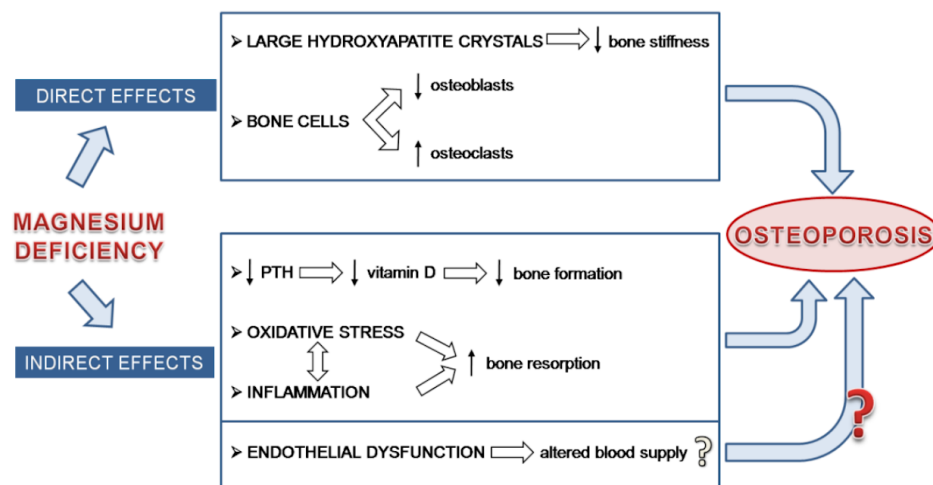 ➢ LARGE HYDROXYAPATITE CRYSTALS ⇨ ↓ bone stiffness
DIRECT EFFECTS
↓ osteoblasts
➢ BONE CELLS
↑ osteoclasts
MAGNESIUM
DEFICIENCY
OSTEOPOROSIS
➢ ↓ PTH ⇨ ↓ vitamin D ⇨ ↓ bone formation
➢ OXIDATIVE STRESS
INDIRECT EFFECTS
↑ bone resorption
➢ INFLAMMATION
➢ ENDOTHELIAL DYSFUNCTION ⇨ altered blood supply ?
?